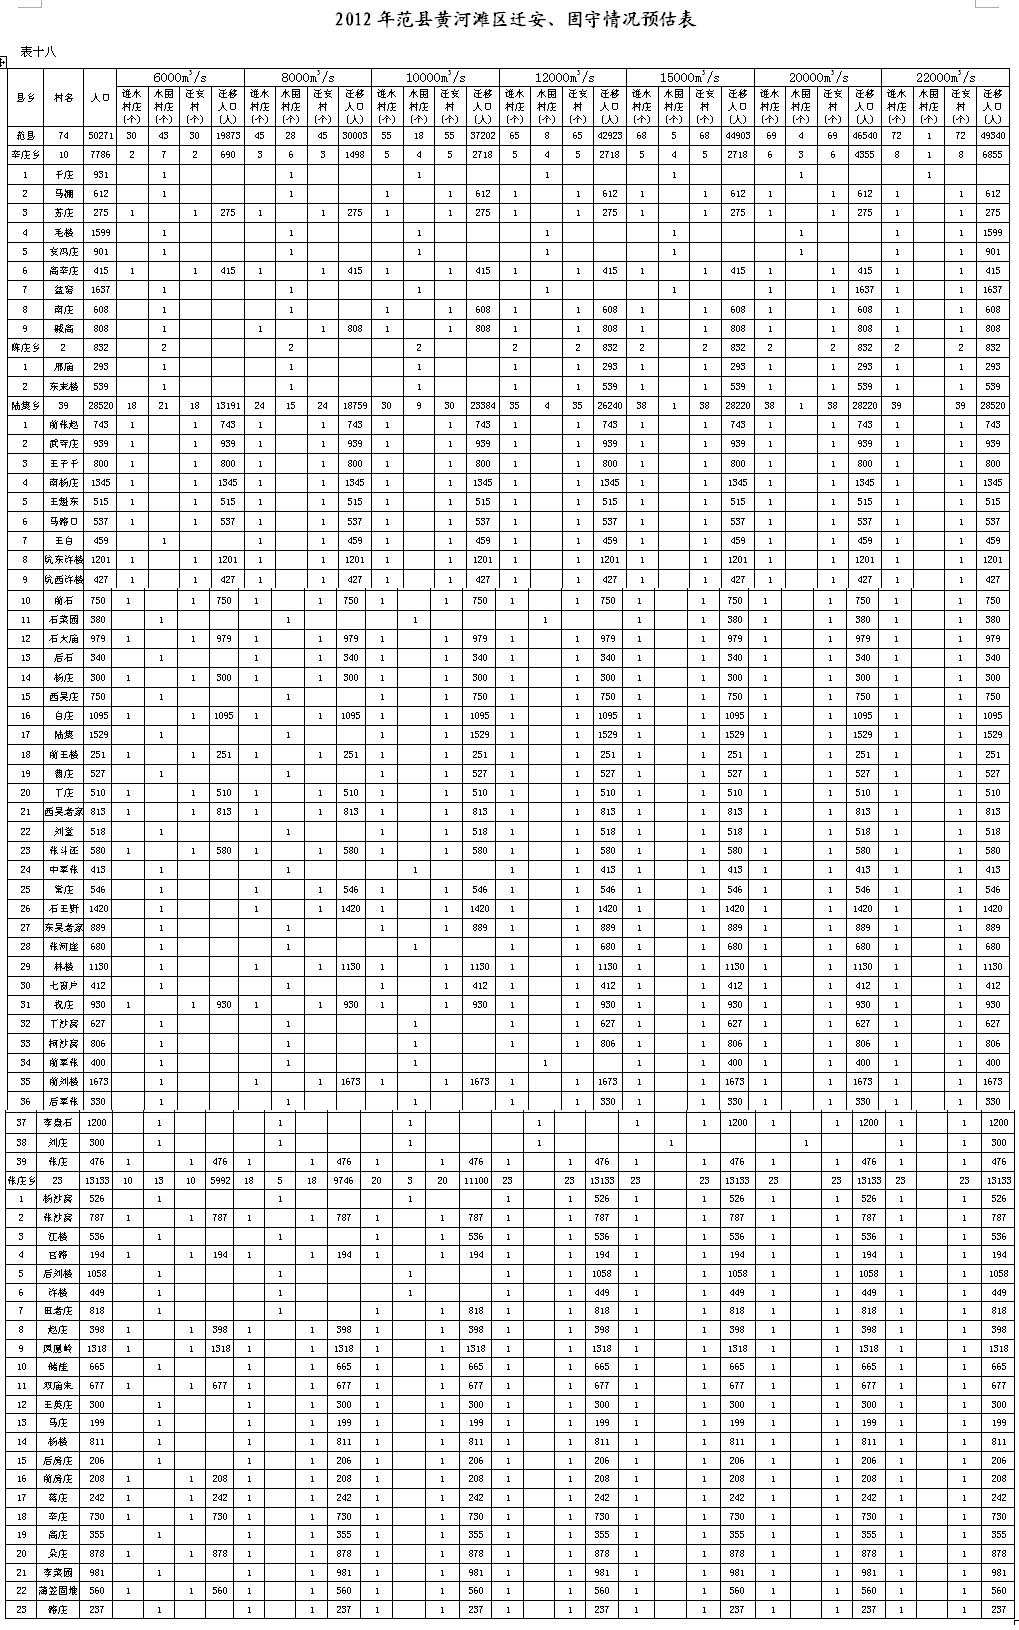 2012年范县黄河滩区迁安、固守情况预估表
表十八
县乡 村名 人口 6000m³/s 8000m³/s 10000m³/s 12000m³/s 15000m³/s 20000m³/s 22000m³/s
进水村庄(个) 水围村庄(个) 迁安村(个) 迁移人口(人) 进水村庄(个) 水围村庄(个) 迁安村(个) 迁移人口(人) 进水村庄(个) 水围村庄(个) 迁安村(个) 迁移人口(人) 进水村庄(个) 水围村庄(个) 迁安村(个) 迁移人口(人) 进水村庄(个) 水围村庄(个) 迁安村(个) 迁移人口(人) 进水村庄(个) 水围村庄(个) 迁安村(个) 迁移人口(人) 进水村庄(个) 水围村庄(个) 迁安村(个) 迁移人口(人)
范县 74 50271 30 43 30 19873 45 28 45 30003 55 18 55 37202 65 8 65 42923 68 5 68 44903 69 4 69 46540 72 1 72 49340
辛庄乡 10 7786 2 7 2 690 3 6 3 1498 5 4 5 2718 5 4 5 2718 5 4 5 2718 6 3 6 4355 8 1 8 6855
1 于庄 931 1 1 1 1 1 1 1
2 马棚 612 1 1 1 1 612 1 1 612 1 1 612 1 1 612 1 1 612
3 苏庄 275 1 1 275 1 1 275 1 1 275 1 1 275 1 1 275 1 1 275 1 1 275
4 毛楼 1599 1 1 1 1 1 1 1 1 1599
5 安冯庄 901 1 1 1 1 1 1 1 1 901
6 高辛庄 415 1 1 415 1 1 415 1 1 415 1 1 415 1 1 415 1 1 415 1 1 415
7 盆窑 1637 1 1 1 1 1 1 1 1637 1 1 1637
8 南庄 608 1 1 1 1 608 1 1 608 1 1 608 1 1 608 1 1 608
9 毓高 808 1 1 1 808 1 1 808 1 1 808 1 1 808 1 1 808 1 1 808
陈庄乡 2 832 2 2 2 2 2 832 2 2 832 2 2 832 2 2 832
1 邢庙 293 1 1 1 1 1 293 1 1 293 1 1 293 1 1 293
2 东宋楼 539 1 1 1 1 1 539 1 1 539 1 1 539 1 1 539
陆集乡 39 28520 18 21 18 13191 24 15 24 18759 30 9 30 23384 35 4 35 26240 38 1 38 28220 38 1 38 28220 39 39 28520
1 前张赵 743 1 1 743 1 1 743 1 1 743 1 1 743 1 1 743 1 1 743 1 1 743
2 武寺庄 939 1 1 939 1 1 939 1 1 939 1 1 939 1 1 939 1 1 939 1 1 939
3 王子于 800 1 1 800 1 1 800 1 1 800 1 1 800 1 1 800 1 1 800 1 1 800
4 南杨庄 1345 1 1 1345 1 1 1345 1 1 1345 1 1 1345 1 1 1345 1 1 1345 1 1 1345
5 王楚东 515 1 1 515 1 1 515 1 1 515 1 1 515 1 1 515 1 1 515 1 1 515
6 马路口 537 1 1 537 1 1 537 1 1 537 1 1 537 1 1 537 1 1 537 1 1 537
7 王白 459 1 1 1 459 1 1 459 1 1 459 1 1 459 1 1 459 1 1 459
8 坑东许楼 1201 1 1 1201 1 1 1201 1 1 1201 1 1 1201 1 1 1201 1 1 1201 1 1 1201
9 坑西许楼 427 1 1 427 1 1 427 1 1 427 1 1 427 1 1 427 1 1 427 1 1 427
10 前石 750 1 1 750 1 1 750 1 1 750 1 1 750 1 1 750 1 1 750 1 1 750
11 石菜园 380 1 1 1 1 1 1 380 1 1 380 1 1 380
12 石大庙 979 1 1 979 1 1 979 1 1 979 1 1 979 1 1 979 1 1 979 1 1 979
13 后石 340 1 1 1 340 1 1 340 1 1 340 1 1 340 1 1 340 1 1 340
14 杨庄 300 1 1 300 1 1 300 1 1 300 1 1 300 1 1 300 1 1 300 1 1 300
15 西吴庄 750 1 1 1 1 750 1 1 750 1 1 750 1 1 750 1 1 750
16 白庄 1095 1 1 1095 1 1 1095 1 1 1095 1 1 1095 1 1 1095 1 1 1095 1 1 1095
17 陆集 1529 1 1 1 1 1529 1 1 1529 1 1 1529 1 1 1529 1 1 1529
18 前王楼 251 1 1 251 1 1 251 1 1 251 1 1 251 1 1 251 1 1 251 1 1 251
19 曹庄 527 1 1 1 1 527 1 1 527 1 1 527 1 1 527 1 1 527
20 丁庄 510 1 1 510 1 1 510 1 1 510 1 1 510 1 1 510 1 1 510 1 1 510
21 西吴老家 813 1 1 813 1 1 813 1 1 813 1 1 813 1 1 813 1 1 813 1 1 813
22 刘堂 518 1 1 1 1 518 1 1 518 1 1 518 1 1 518 1 1 518
23 张斗还 580 1 1 580 1 1 580 1 1 580 1 1 580 1 1 580 1 1 580 1 1 580
24 中栗张 413 1 1 1 1 1 413 1 1 413 1 1 413 1 1 413
25 常庄 546 1 1 1 546 1 1 546 1 1 546 1 1 546 1 1 546 1 1 546
26 石王野 1420 1 1 1 1420 1 1 1420 1 1 1420 1 1 1420 1 1 1420 1 1 1420
27 东吴老家 889 1 1 1 1 889 1 1 889 1 1 889 1 1 889 1 1 889
28 张河崖 680 1 1 1 1 1 680 1 1 680 1 1 680 1 1 680
29 林楼 1130 1 1 1 1130 1 1 1130 1 1 1130 1 1 1130 1 1 1130 1 1 1130
30 七窗户 412 1 1 1 1 412 1 1 412 1 1 412 1 1 412 1 1 412
31 祝庄 930 1 1 930 1 1 930 1 1 930 1 1 930 1 1 930 1 1 930 1 1 930
32 丁沙窝 627 1 1 1 1 1 627 1 1 627 1 1 627 1 1 627
33 柯沙窝 806 1 1 1 1 1 806 1 1 806 1 1 806 1 1 806
34 前栗张 400 1 1 1 1 1 1 400 1 1 400 1 1 400
35 前刘楼 1673 1 1 1 1673 1 1 1673 1 1 1673 1 1 1673 1 1 1673 1 1 1673
36 后栗张 330 1 1 1 1 1 330 1 1 330 1 1 330 1 1 330
37 李盘石 1200 1 1 1 1 1 1 1200 1 1 1200 1 1 1200
38 刘庄 300 1 1 1 1 1 1 1 1 300
39 张庄 476 1 1 476 1 1 476 1 1 476 1 1 476 1 1 476 1 1 476 1 1 476
张庄乡 23 13133 10 13 10 5992 18 5 18 9746 20 3 20 11100 23 23 13133 23 23 13133 23 23 13133 23 23 13133
1 杨沙窝 526 1 1 1 1 1 526 1 1 526 1 1 526 1 1 526
2 张沙窝 787 1 1 787 1 1 787 1 1 787 1 1 787 1 1 787 1 1 787 1 1 787
3 江楼 536 1 1 1 1 536 1 1 536 1 1 536 1 1 536 1 1 536
4 官路 194 1 1 194 1 1 194 1 1 194 1 1 194 1 1 194 1 1 194 1 1 194
5 后刘楼 1058 1 1 1 1 1 1058 1 1 1058 1 1 1058 1 1 1058
6 许楼 449 1 1 1 1 1 449 1 1 449 1 1 449 1 1 449
7 旺老庄 818 1 1 1 1 818 1 1 818 1 1 818 1 1 818 1 1 818
8 赵庄 398 1 1 398 1 1 398 1 1 398 1 1 398 1 1 398 1 1 398 1 1 398
9 凤凰岭 1318 1 1 1318 1 1 1318 1 1 1318 1 1 1318 1 1 1318 1 1 1318 1 1 1318
10 储洼 665 1 1 1 665 1 1 665 1 1 665 1 1 665 1 1 665 1 1 665
11 双庙朱 677 1 1 677 1 1 677 1 1 677 1 1 677 1 1 677 1 1 677 1 1 677
12 王英庄 300 1 1 1 300 1 1 300 1 1 300 1 1 300 1 1 300 1 1 300
13 马庄 199 1 1 1 199 1 1 199 1 1 199 1 1 199 1 1 199 1 1 199
14 杨楼 811 1 1 1 811 1 1 811 1 1 811 1 1 811 1 1 811 1 1 811
15 后房庄 206 1 1 1 206 1 1 206 1 1 206 1 1 206 1 1 206 1 1 206
16 前房庄 208 1 1 208 1 1 208 1 1 208 1 1 208 1 1 208 1 1 208 1 1 208
17 蒋庄 242 1 1 242 1 1 242 1 1 242 1 1 242 1 1 242 1 1 242 1 1 242
18 辛庄 730 1 1 730 1 1 730 1 1 730 1 1 730 1 1 730 1 1 730 1 1 730
19 高庄 355 1 1 1 355 1 1 355 1 1 355 1 1 355 1 1 355 1 1 355
20 朵庄 878 1 1 878 1 1 878 1 1 878 1 1 878 1 1 878 1 1 878 1 1 878
21 李菜园 981 1 1 1 981 1 1 981 1 1 981 1 1 981 1 1 981 1 1 981
22 蒲笠固堆 560 1 1 560 1 1 560 1 1 560 1 1 560 1 1 560 1 1 560 1 1 560
23 路庄 237 1 1 1 237 1 1 237 1 1 237 1 1 237 1 1 237 1 1 237